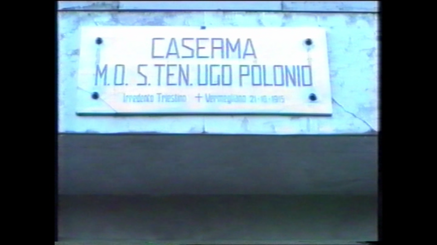 CASERMA
M.O. S.TEN. UGO POLONIO
Irredento Triestino + Vermegliano 21-10-1915